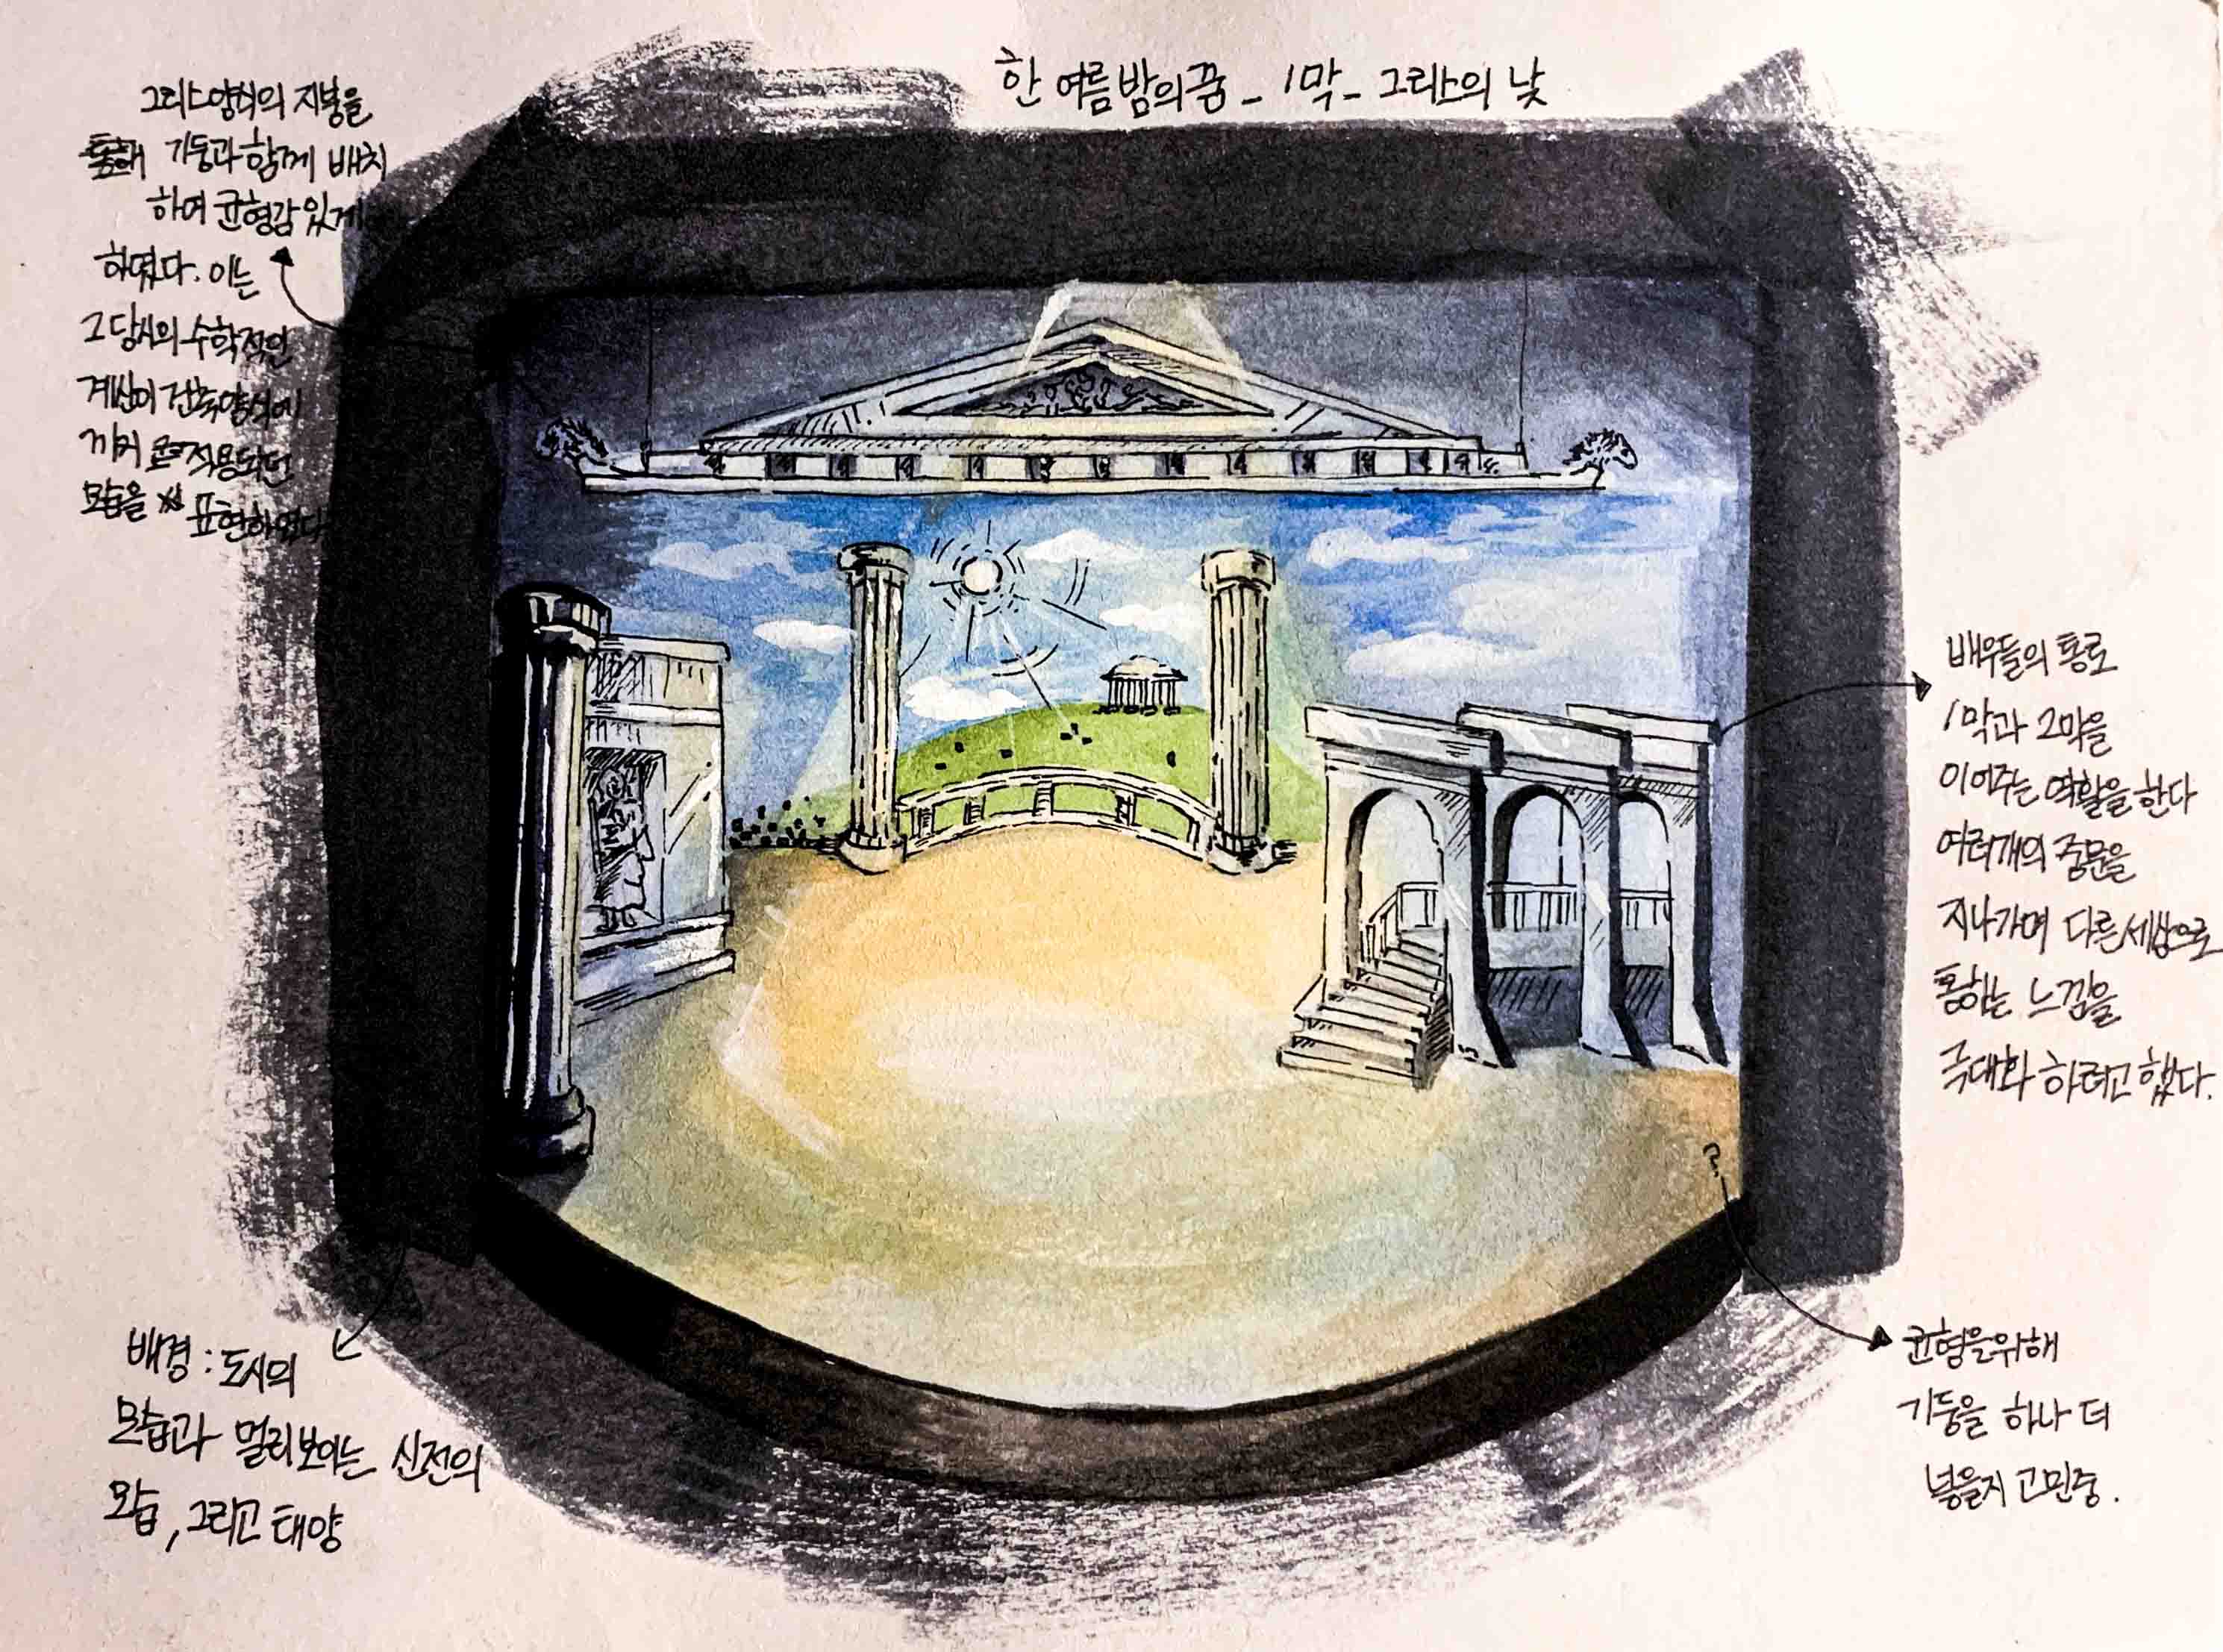 한 여름 밤의 꿈 - 1막 - 그리스의 낮
그리스양식의 지붕을
통해 기둥과 함께 배치
하여 균형감있게
하였다. 이는
그 당시의 수학적인
계산이 건축양식에
까지 적용되던
모습을 표현하였다
배우들의 통로
1막과 2막을
이어주는 역할을 한다
여러개의 중문을
지나가며 다른 세상으로
통하는 느낌을
극대화 하려고 했다.
배경 : 도시의
모습과 멀리보이는 신전의
모습, 그리고 태양
?
균형을위해
기둥을 하나 더
넣을지 고민중.